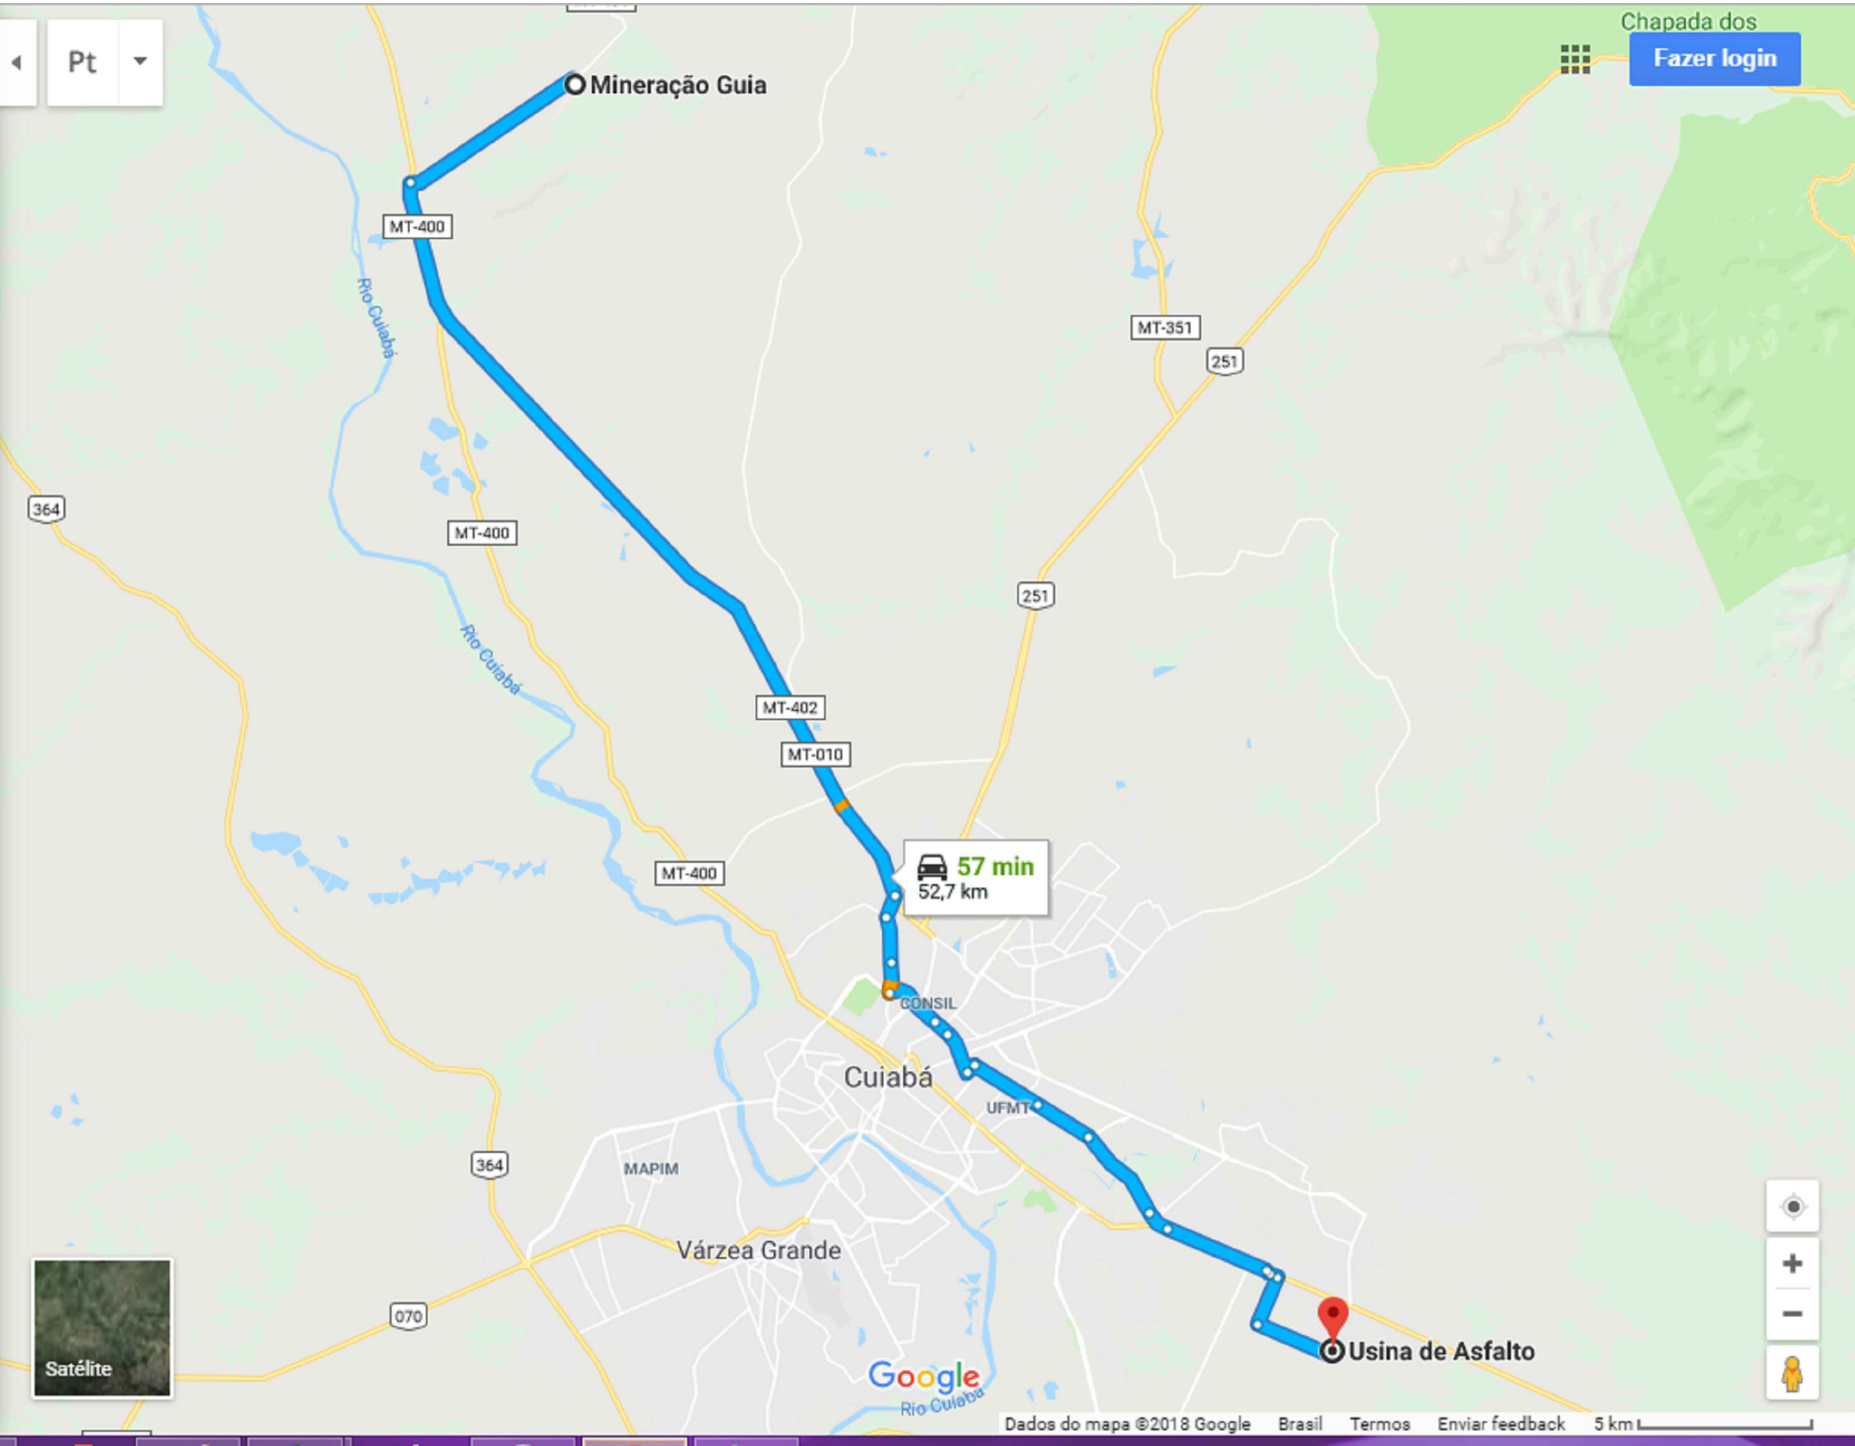 Chapada dos
Pt
Fazer login
Mineração Guia
MT-400
Rio Cuiabá
MT-351
251
364
MT-400
251
Rio Cuiabá
MT-402
MT-010
MT-400
57 min
52,7 km
CONSIL
Cuiabá
UFMT
364
MAPIM
Várzea Grande
070
Usina de Asfalto
Satélite
Google
Rio Cuiabá
Dados do mapa ©2018 Google Brasil Termos Enviar feedback 5 km